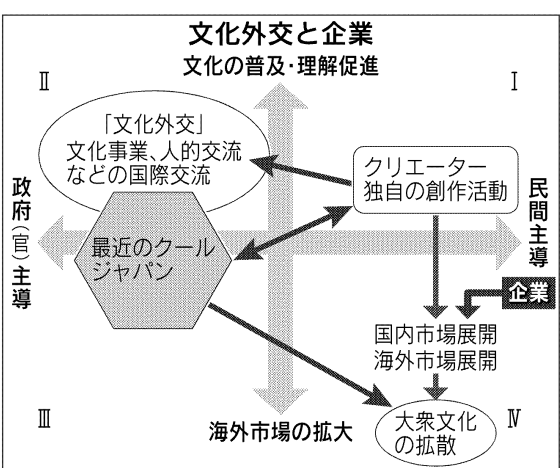 文化外交と企業
文化の普及・理解促進
Ⅱ
Ⅰ
「文化外交」
文化事業、人的交流
などの国際交流
クリエーター
独自の創作活動
政府（官）主導
民間主導
最近のクール
ジャパン
企業
国内市場展開
海外市場展開
Ⅲ
海外市場の拡大
大衆文化
の拡散
Ⅳ